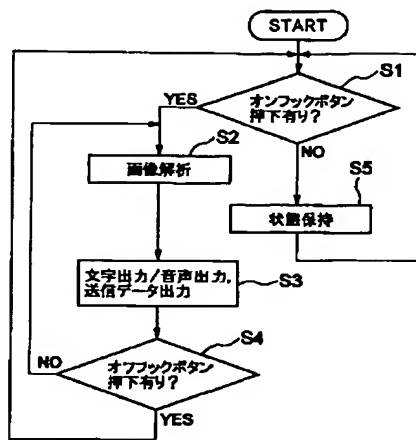 START
S1
オンフックボタン
押下有り？
YES
NO
S2
画像解析
S5
状態保持
文字出力/音声出力,
送信データ出力
S3
S4
オフフックボタン
押下有り？
NO
YES